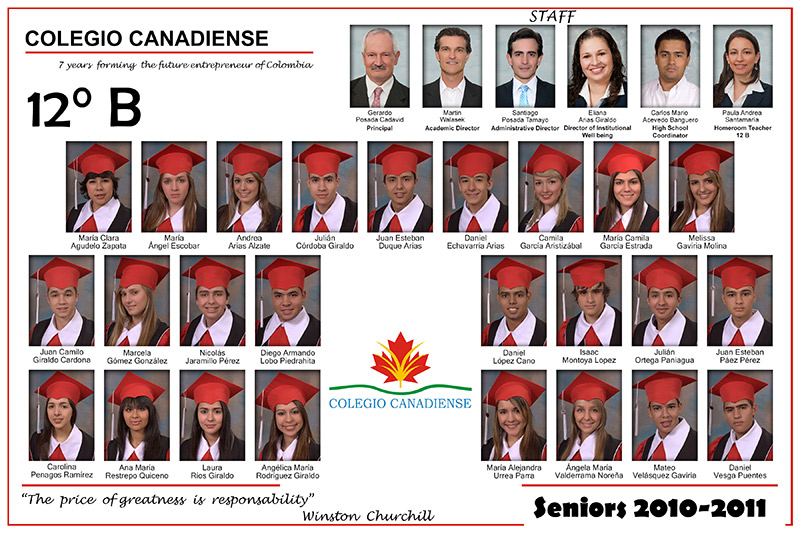 STAFF
COLEGIO CANADIENSE
7 years forming the future entrepreneur of Colombia
12º B
Gerardo
Posada Cadavid
Principal
Martin
Walasek
Academic Director
Santiago
Posada Tamayo
Administrative Director
Eliana
Arias Giraldo
Director of Institutional
Well being
Carlos Mario
Acevedo Banguero
High School
Coordinator
Paula Andrea
Santamaria
Homeroom Teacher
12 B
María Clara
Agudelo Zapata
María
Ángel Escobar
Andrea
Arias Alzate
Julián
Córdoba Giraldo
Juan Esteban
Duque Arias
Daniel
Echavarría Arias
Camila
García Aristizábal
María Camila
García Estrada
Melissa
Gaviria Molina
Juan Camilo
Giraldo Cardona
Marcela
Gómez González
Nicolás
Jaramillo Pérez
Diego Armando
Lobo Piedrahita
Daniel
López Cano
Isaac
Montoya Lopez
Julián
Ortega Paniagua
Juan Esteban
Páez Pérez
COLEGIO CANADIENSE
Carolina
Penagos Ramírez
Ana María
Restrepo Quiceno
Laura
Ríos Giraldo
Angélica María
Rodríguez Giraldo
María Alejandra
Urrea Parra
Ángela María
Valderrama Noreña
Mateo
Velásquez Gaviria
Daniel
Vesga Puentes
"The price of greatness is responsability"
Winston Churchill
Seniors 2010-2011